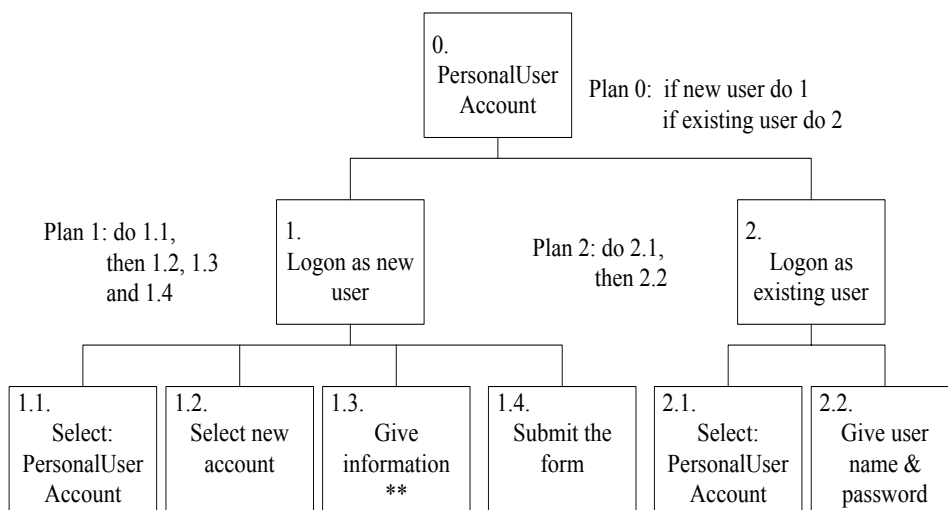 0.
PersonalUser
Account
Plan 0: if new user do 1
if existing user do 2
Plan 1: do 1.1,
then 1.2, 1.3
and 1.4
1.
Logon as new
user
Plan 2: do 2.1,
then 2.2
2.
Logon as
existing user
1.1.
Select:
PersonalUser
Account
1.2.
Select new
account
1.3.
Give
information
**
1.4.
Submit the
form
2.1.
Select:
PersonalUser
Account
2.2.
Give user
name &
password